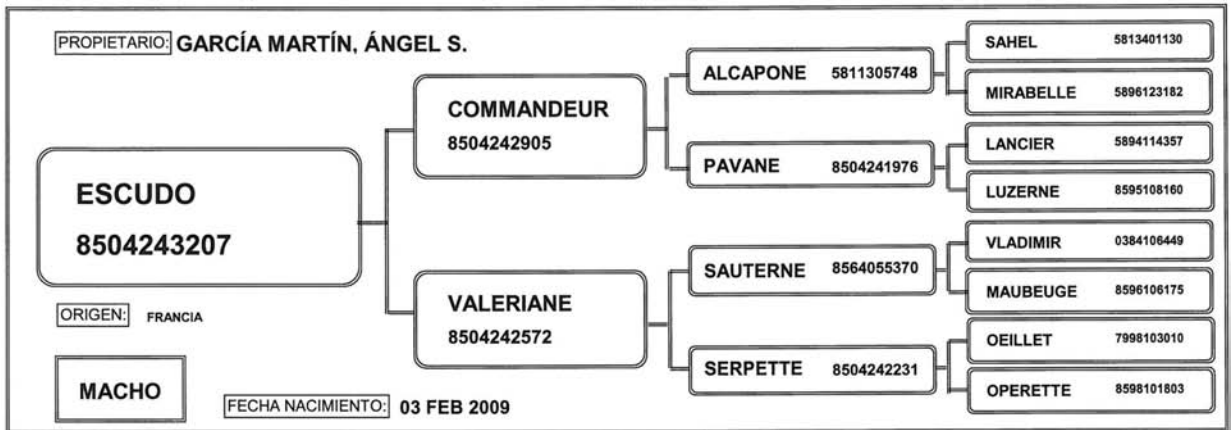 PROPIETARIO: GARCÍA MARTÍN, ÁNGEL S.
ESCUDO
8504243207
ORIGEN: FRANCIA
MACHO
FECHA NACIMIENTO: 03 FEB 2009
COMMANDEUR
8504242905
VALERIANE
8504242572
ALCAPONE 5811305748
PAVANE 8504241976
SAUTERNE 8564055370
SERPETTE 8504242231
SAHEL 5813401130
MIRABELLE 5896123182
LANCIER 5894114357
LUZERNE 8595108160
VLADIMIR 0384106449
MAUBEUGE 8596106175
OEILLET 7998103010
OPERETTE 8598101803